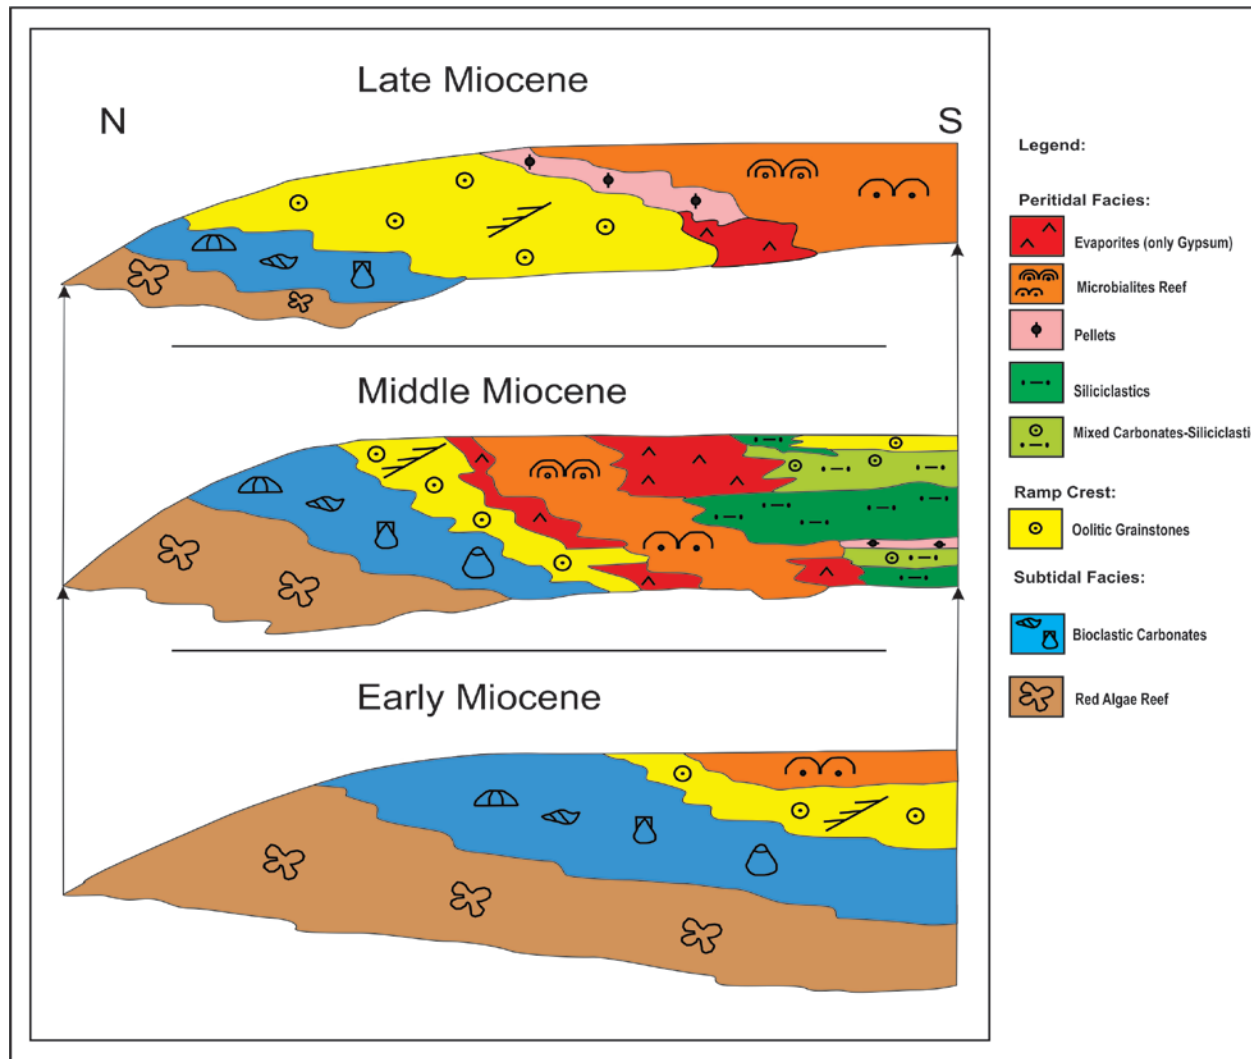 Late Miocene
N
S
Middle Miocene
Early Miocene
Legend:
Peritidal Facies:
Evaporites (only Gypsum)
Microbialites Reef
Pellets
Siliciclastics
Mixed Carbonates-Siliciclasti
Ramp Crest:
Oolitic Grainstones
Subtidal Facies:
Bioclastic Carbonates
Red Algae Reef